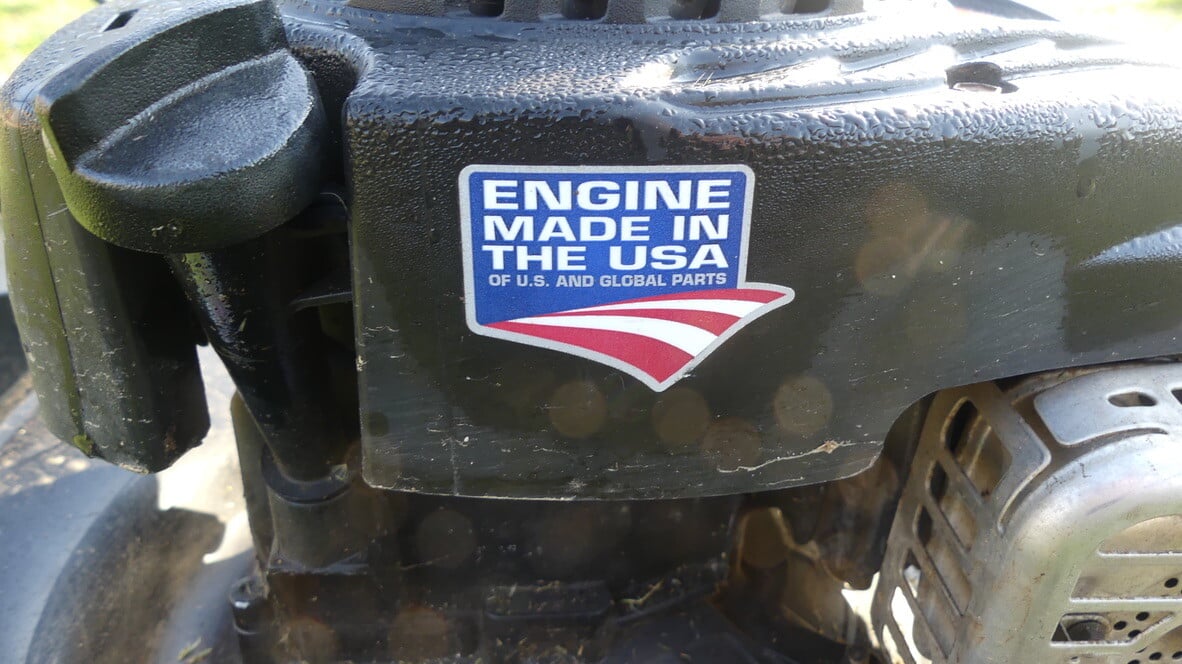 ENGINE
MADE IN
THE USA
OF U.S. AND GLOBAL PARTS